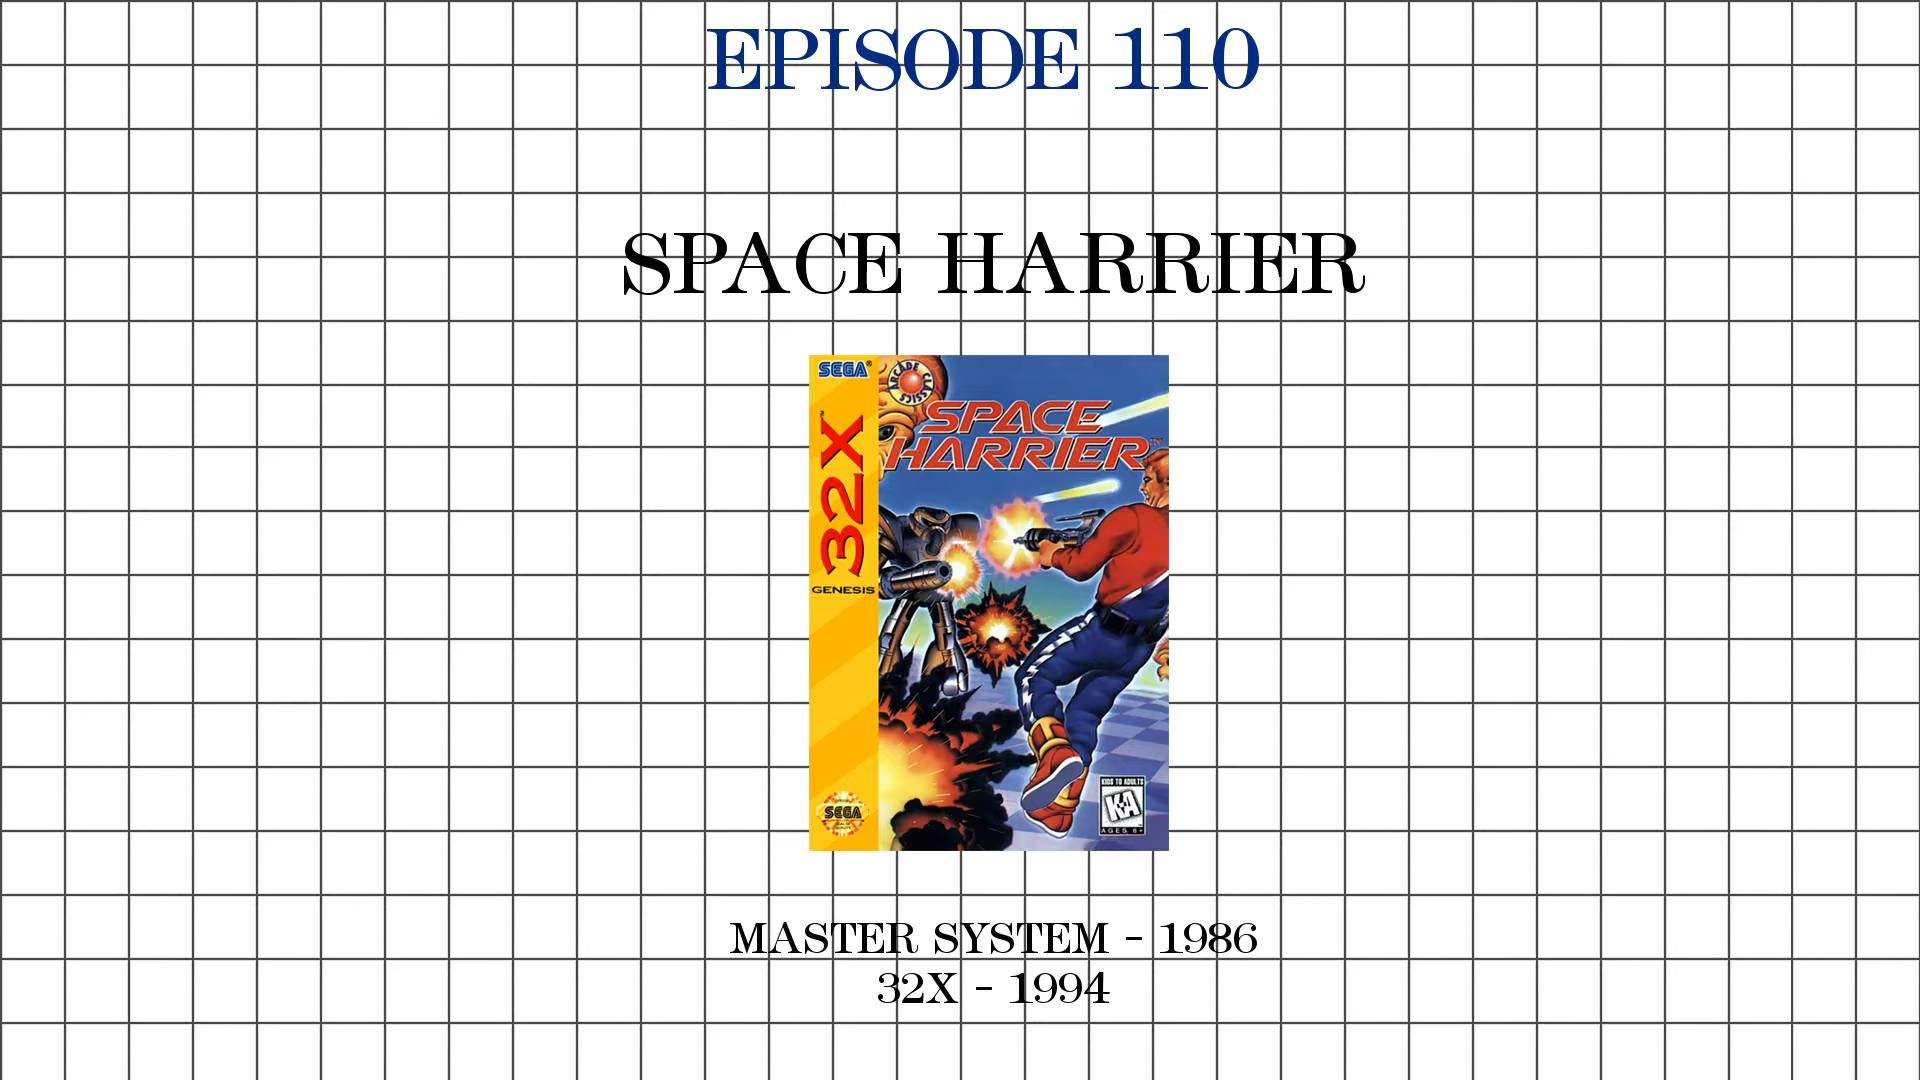 EPISODE 110
SPACE HARRIER
SEGA
ARCADE CLASSICS
SPACE
HARRIER
32X
GENESIS
SEGA
KIDS TO ADULTS
K-A
AGES 6+
MASTER SYSTEM - 1986
32X - 1994